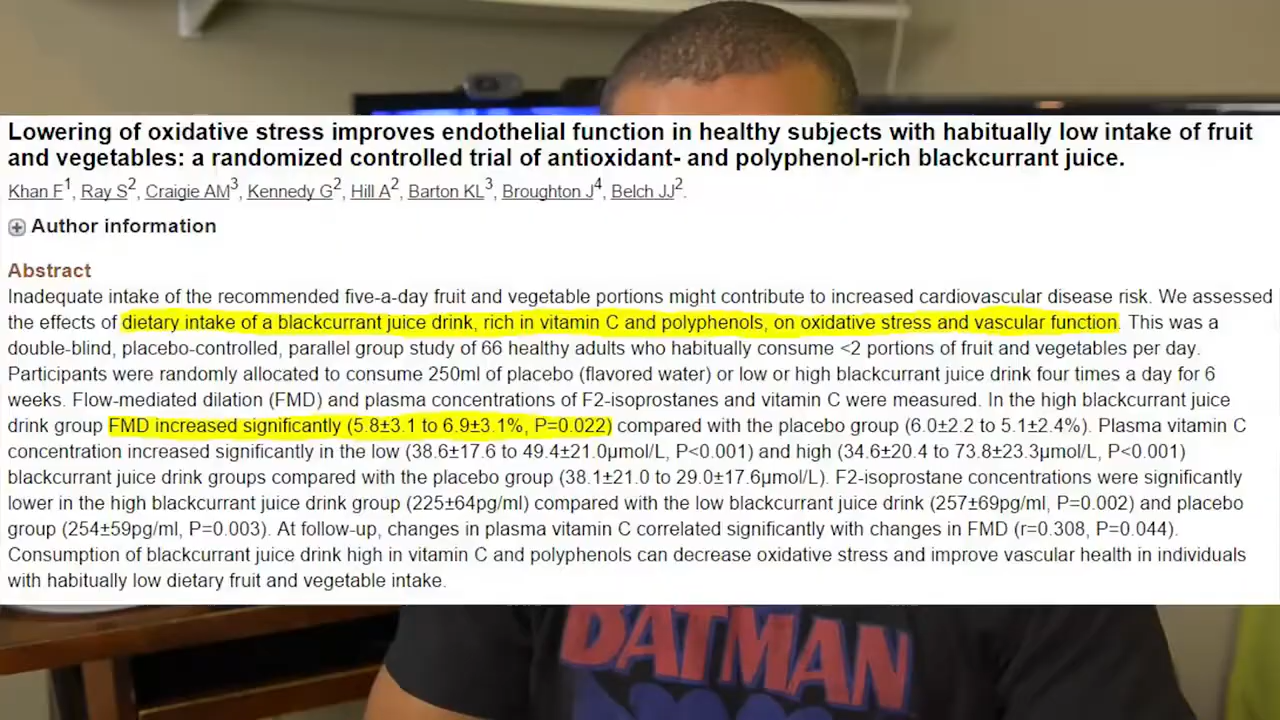 Lowering of oxidative stress improves endothelial function in healthy subjects with habitually low intake of fruit
and vegetables: a randomized controlled trial of antioxidant- and polyphenol-rich blackcurrant juice.
Khan F1, Ray S2, Craigie AM3, Kennedy G2, Hill A2, Barton KL3, Broughton J4, Belch JJ2.
Author information
Abstract
Inadequate intake of the recommended five-a-day fruit and vegetable portions might contribute to increased cardiovascular disease risk. We assessed
the effects of dietary intake of a blackcurrant juice drink, rich in vitamin C and polyphenols, on oxidative stress and vascular function. This was a
double-blind, placebo-controlled, parallel group study of 66 healthy adults who habitually consume <2 portions of fruit and vegetables per day.
Participants were randomly allocated to consume 250ml of placebo (flavored water) or low or high blackcurrant juice drink four times a day for 6
weeks. Flow-mediated dilation (FMD) and plasma concentrations of F2-isoprostanes and vitamin C were measured. In the high blackcurrant juice
drink group FMD increased significantly (5.8±3.1 to 6.9±3.1%, P=0.022) compared with the placebo group (6.0±2.2 to 5.1±2.4%). Plasma vitamin C
concentration increased significantly in the low (38.6±17.6 to 49.4±21.0μmol/L, P<0.001) and high (34.6±20.4 to 73.8±23.3μmol/L, P<0.001)
blackcurrant juice drink groups compared with the placebo group (38.1±21.0 to 29.0±17.6μmol/L). F2-isoprostane concentrations were significantly
lower in the high blackcurrant juice drink group (225±64pg/ml) compared with the low blackcurrant juice drink (257±69pg/ml, P=0.002) and placebo
group (254±59pg/ml, P=0.003). At follow-up, changes in plasma vitamin C correlated significantly with changes in FMD (r=0.308, P=0.044).
Consumption of blackcurrant juice drink high in vitamin C and polyphenols can decrease oxidative stress and improve vascular health in individuals
with habitually low dietary fruit and vegetable intake.
BATMAN